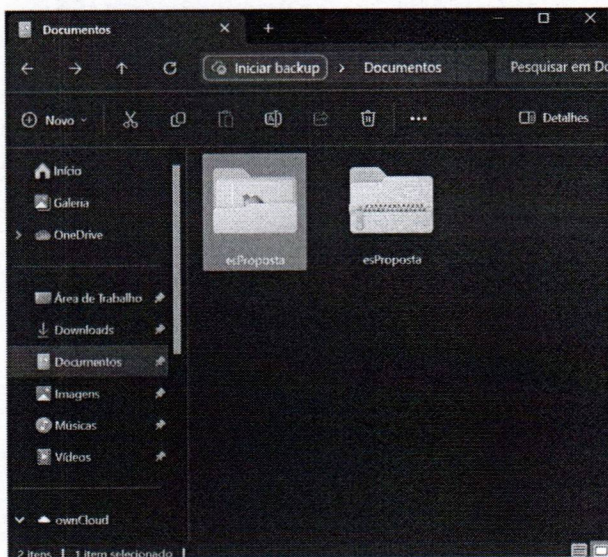 Documentos
Iniciar backup > Documentos
Pesquisar em Do
Novo
Detalhes
Início
Galeria
OneDrive
Área de Trabalho
Downloads
Documentos
Imagens
Músicas
Vídeos
ownCloud
esProposta
esProposta
2 itens | 1 item selecionado |